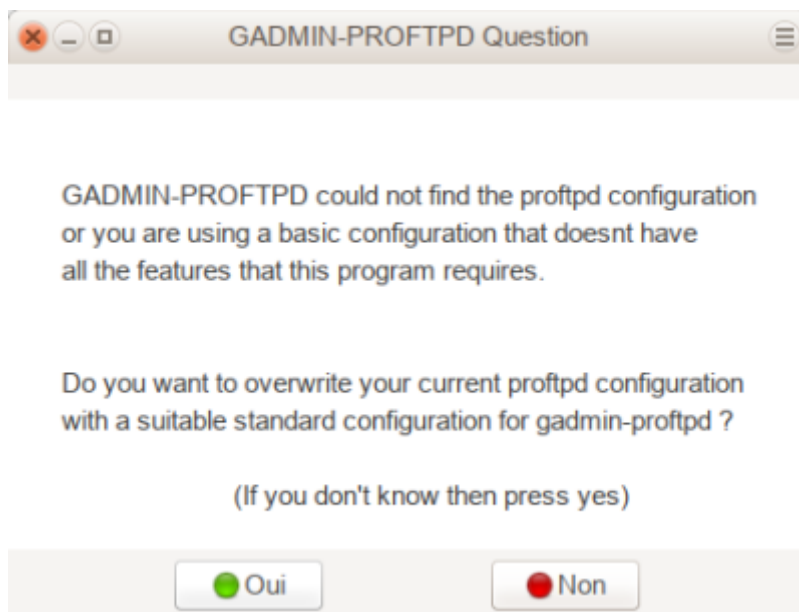 GADMIN-PROFTPD Question
GADMIN-PROFTPD could not find the proftpd configuration
or you are using a basic configuration that doesnt have
all the features that this program requires.
Do you want to overwrite your current proftpd configuration
with a suitable standard configuration for gadmin-proftpd ?
(If you don't know then press yes)
Oui
Non